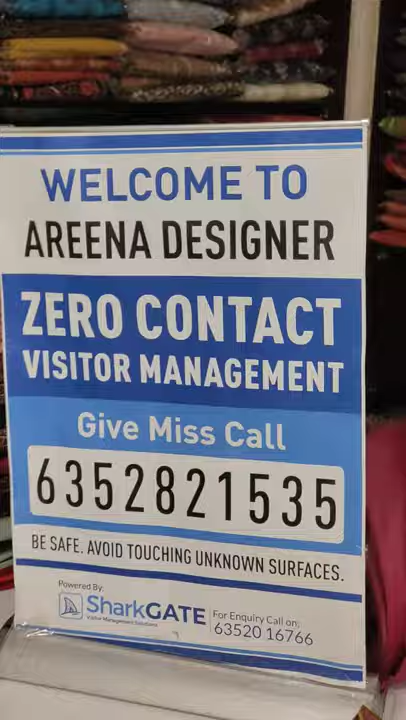 WELCOME TO
AREENA DESIGNER
ZERO CONTACT
VISITOR MANAGEMENT
Give Miss Call
6352821535
BE SAFE. AVOID TOUCHING UNKNOWN SURFACES.
Powered By:
SharkGATE
Visitor Management Solutions
For Enquiry Call on:
63520 16766